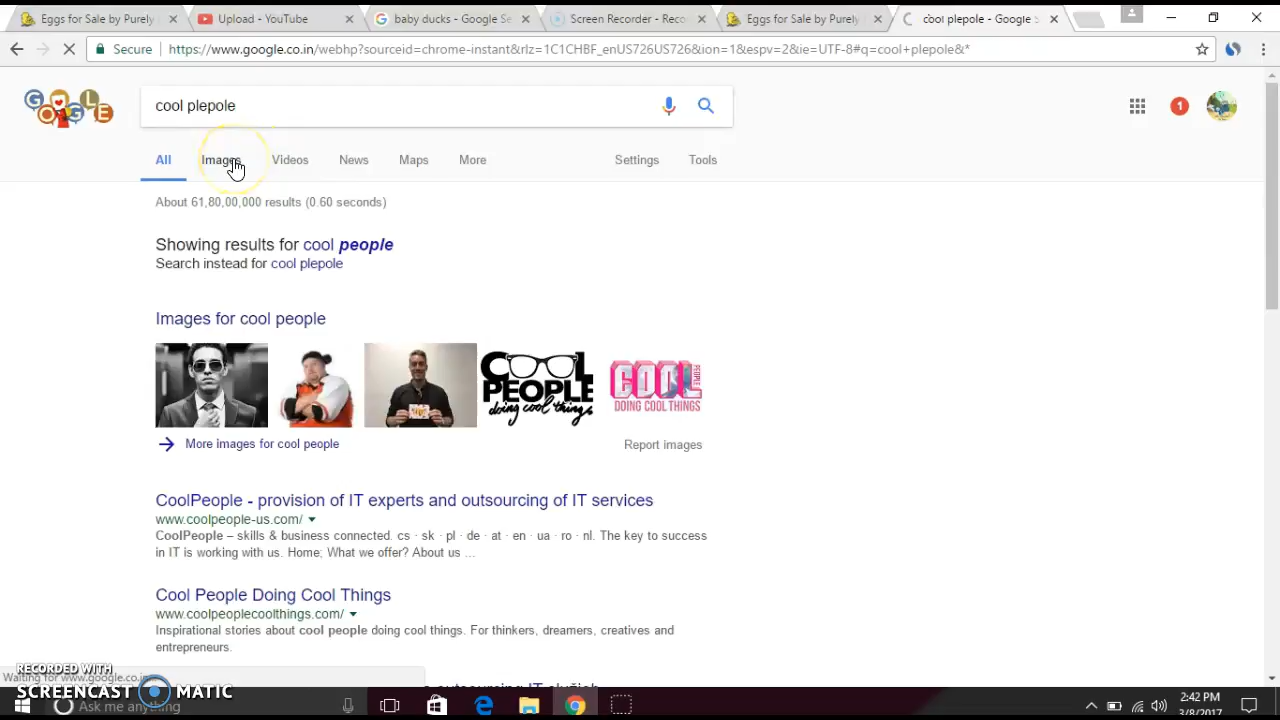 Eggs for Sale by Purely
Upload - YouTube
baby ducks - Google Se
Screen Recorder - Reco
Eggs for Sale by Purely
cool plepole - Google S
Secure
https://www.google.co.in/webhp?sourceid=chrome-instant&rlz=1C1CHBF_enUS726US726&ion=1&espv=2&ie=UTF-8#q=cool+plepole&*
GOOGLE
cool plepole
1
All
Images
Videos
News
Maps
More
Settings
Tools
About 61,80,00,000 results (0.60 seconds)
Showing results for cool people
Search instead for cool plepole
Images for cool people
COOL PEOPLE doing cool things
COOL PEOPLE DOING COOL THINGS
More images for cool people
Report images
CoolPeople - provision of IT experts and outsourcing of IT services
www.coolpeople-us.com/
CoolPeople – skills & business connected. cs · sk · pl · de · at · en · ua · ro · nl. The key to success
in IT is working with us. Home; What we offer? About us ...
Cool People Doing Cool Things
www.coolpeoplecoolthings.com/
Inspirational stories about cool people doing cool things. For thinkers, dreamers, creatives and
entrepreneurs.
RECORDED WITH
Waiting for www.google.co.in
SCREENCAST MATIC
Ask me anything
2:42 PM
3/8/2017